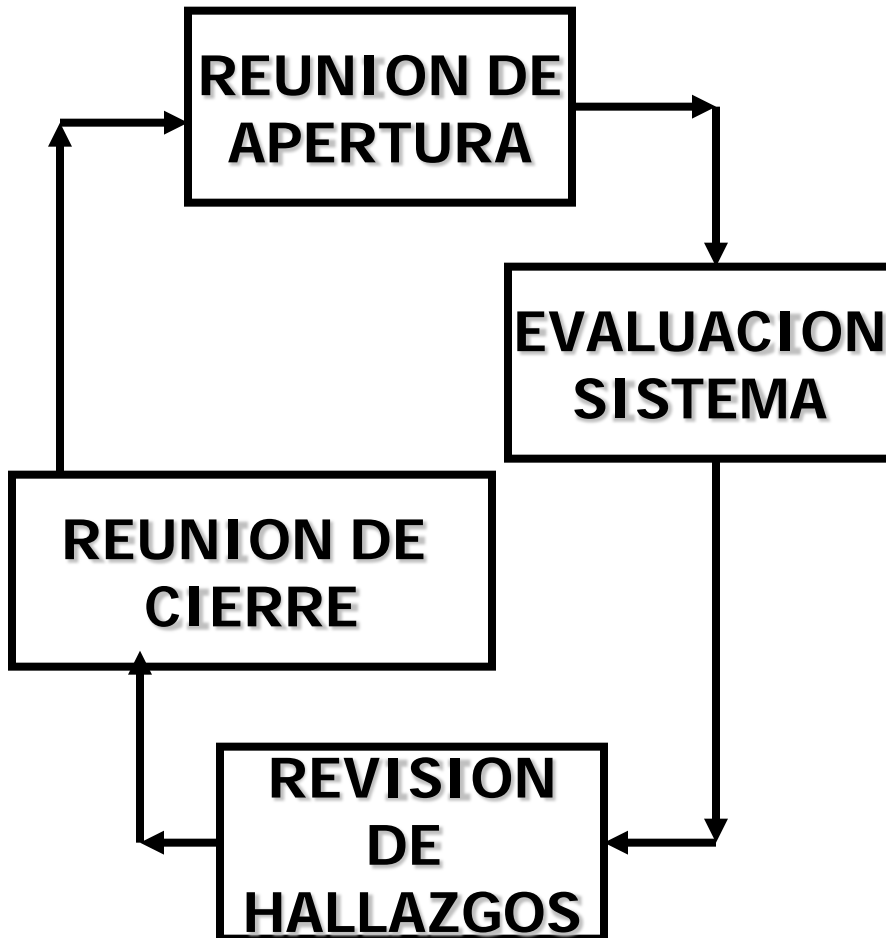 REUNION DE
APERTURA
EVALUACION
SISTEMA
REUNION DE
CIERRE
REVISION
DE
HALLAZGOS